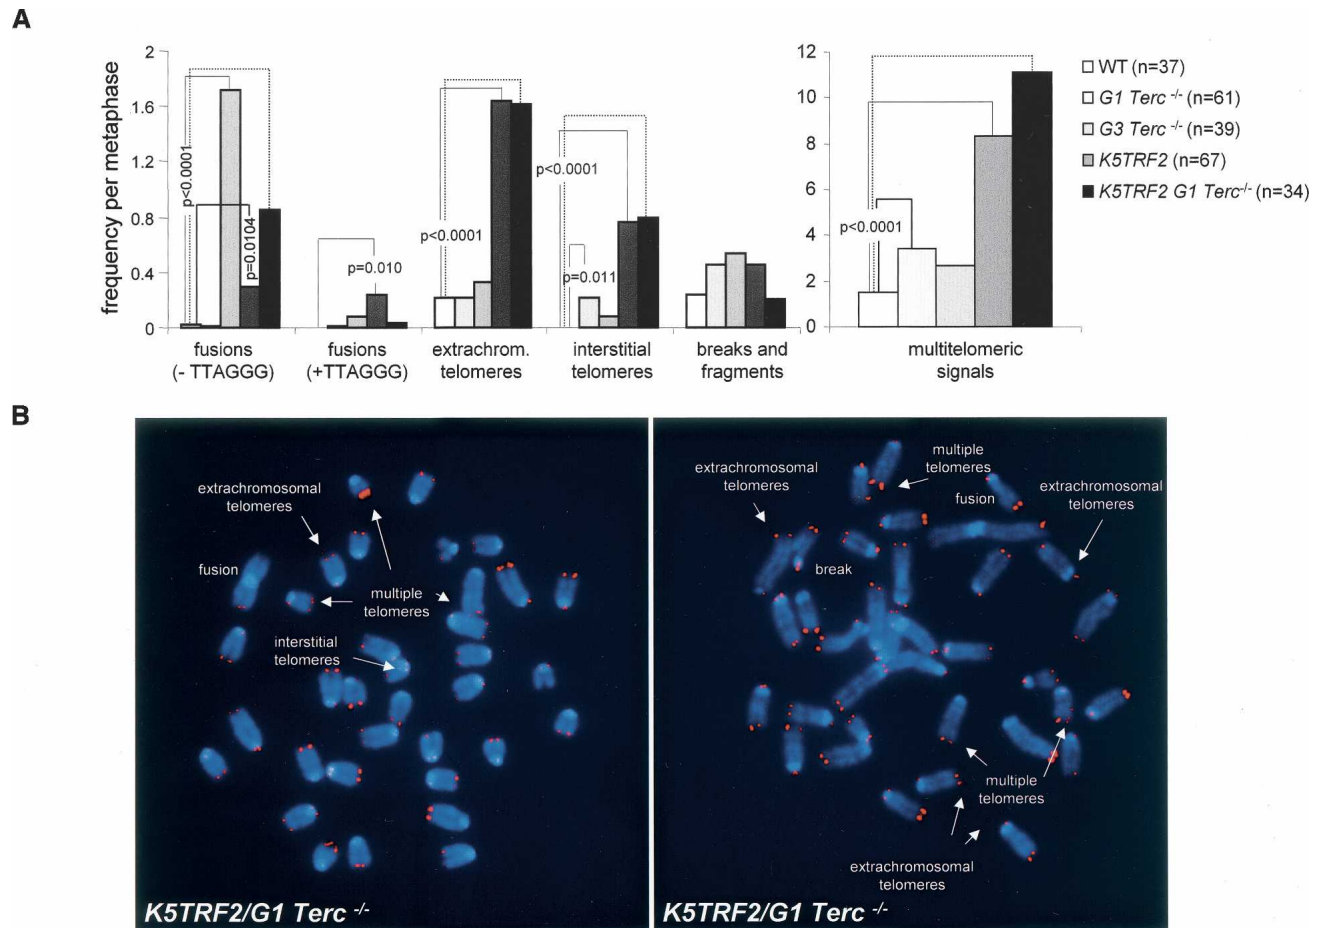 A
frequency per metaphase
2
1.6
1.2
0.8
0.4
0
p<0.0001
p=0.0104
p=0.010
p<0.0001
p<0.0001
p=0.011
fusions
(- TTAGGG)
fusions
(+TTAGGG)
extrachrom.
telomeres
interstitial
telomeres
breaks and
fragments
12
10
8
6
4
2
0
p<0.0001
multitelomeric
signals
WT (n=37)
G1 Terc -/- (n=61)
G3 Terc -/- (n=39)
K5TRF2 (n=67)
K5TRF2 G1 Terc-/- (n=34)
B
extrachromosomal
telomeres
fusion
multiple
telomeres
interstitial
telomeres
K5TRF2/G1 Terc -/-
extrachromosomal
telomeres
multiple
telomeres
fusion
extrachromosomal
telomeres
break
multiple
telomeres
extrachromosomal
telomeres
K5TRF2/G1 Terc -/-